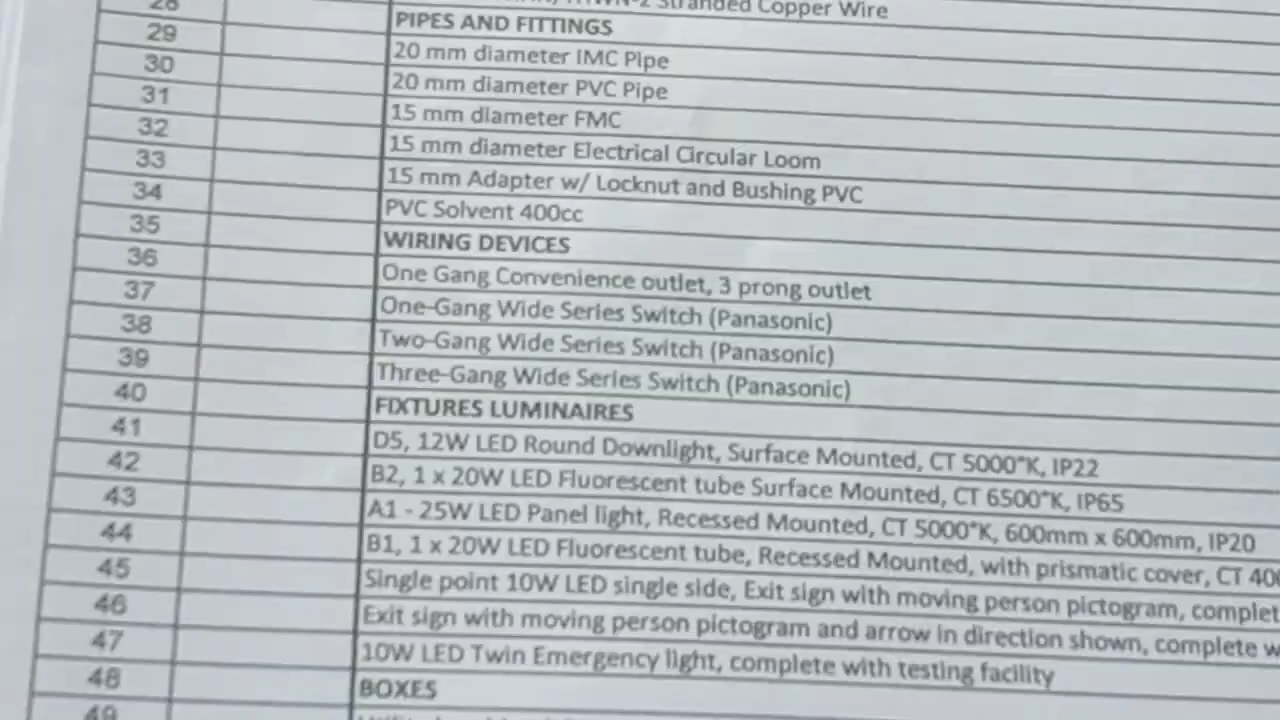 28 Stranded Copper Wire
29 PIPES AND FITTINGS
30 20 mm diameter IMC Pipe
31 20 mm diameter PVC Pipe
32 15 mm diameter FMC
33 15 mm diameter Electrical Circular Loom
34 15 mm Adapter w/ Locknut and Bushing PVC
35 PVC Solvent 400cc
36 WIRING DEVICES
37 One Gang Convenience outlet, 3 prong outlet
38 One-Gang Wide Series Switch (Panasonic)
39 Two-Gang Wide Series Switch (Panasonic)
40 Three-Gang Wide Series Switch (Panasonic)
41 FIXTURES LUMINAIRES
42 D5, 12W LED Round Downlight, Surface Mounted, CT 5000°K, IP22
43 B2, 1 x 20W LED Fluorescent tube Surface Mounted, CT 6500°K, IP65
44 A1 - 25W LED Panel light, Recessed Mounted, CT 5000°K, 600mm x 600mm, IP20
45 B1, 1 x 20W LED Fluorescent tube, Recessed Mounted, with prismatic cover, CT
46 Single point 10W LED single side, Exit sign with moving person pictogram,
47 Exit sign with moving person pictogram and arrow in direction shown, complete
48 10W LED Twin Emergency light, complete with testing facility
49 BOXES